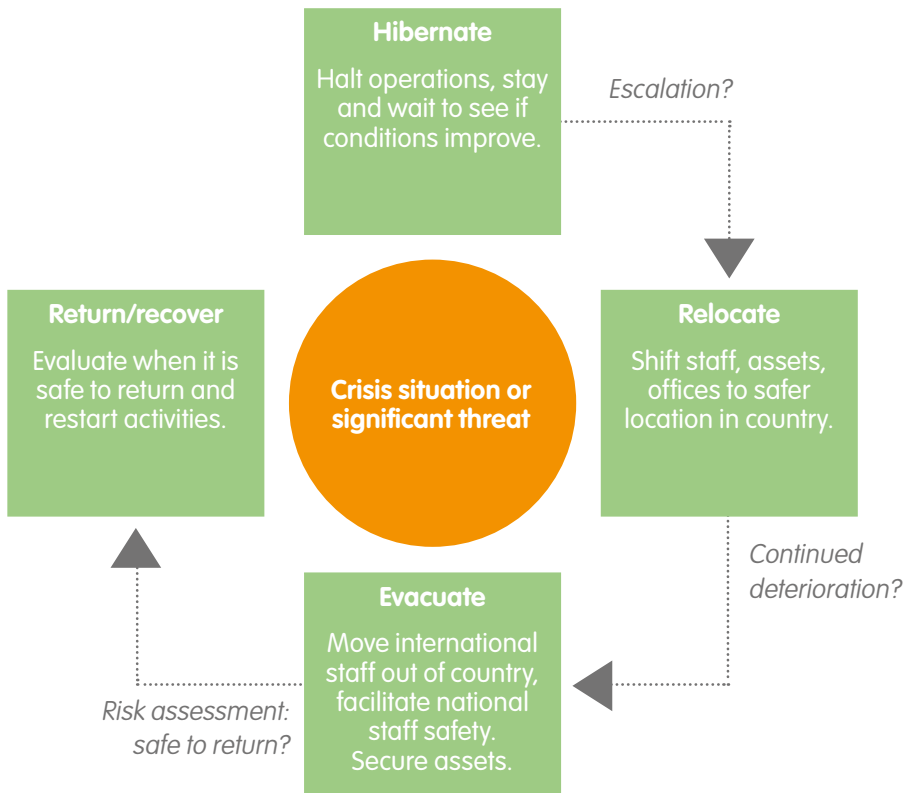 Hibernate
Halt operations, stay
and wait to see if
conditions improve.
Escalation?
Return/recover
Evaluate when it is
safe to return and
restart activities.
Crisis situation or
significant threat
Relocate
Shift staff, assets,
offices to safer
location in country.
Continued
deterioration?
Evacuate
Move international
staff out of country,
facilitate national
staff safety.
Secure assets.
Risk assessment:
safe to return?